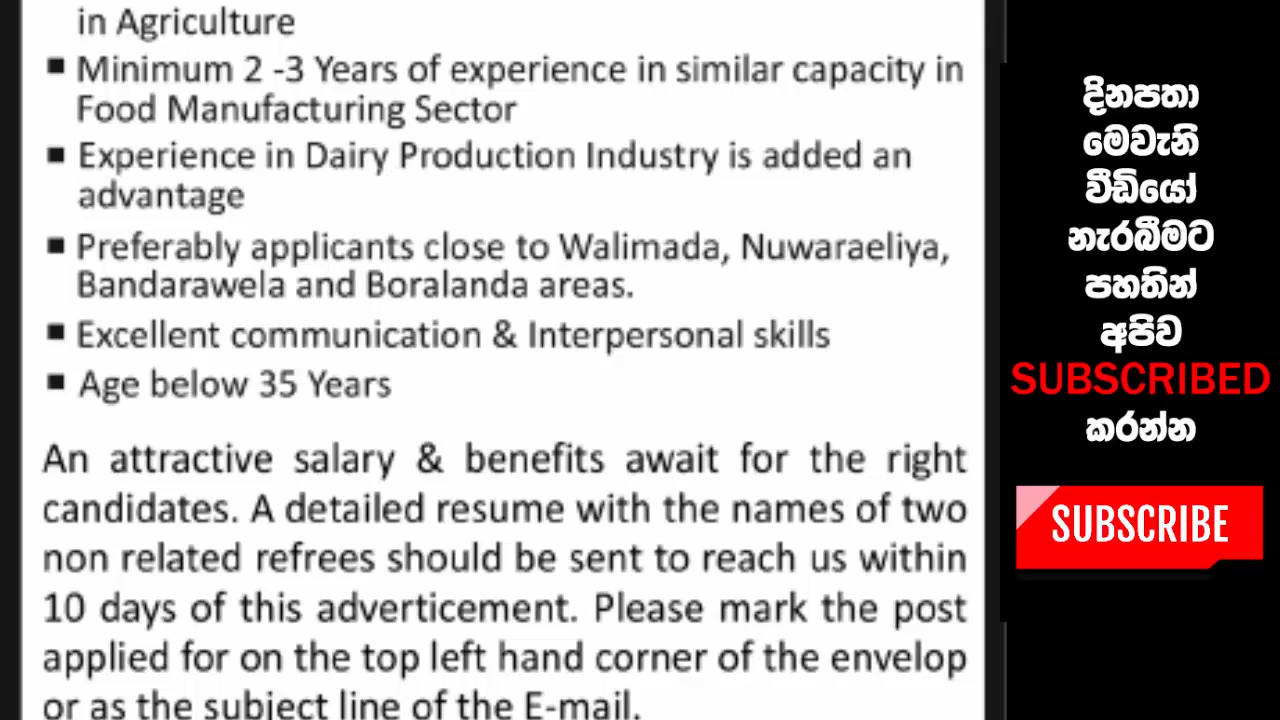 in Agriculture
▪ Minimum 2 -3 Years of experience in similar capacity in
Food Manufacturing Sector
▪ Experience in Dairy Production Industry is added an
advantage
▪ Preferably applicants close to Walimada, Nuwaraeliya,
Bandarawela and Boralanda areas.
▪ Excellent communication & Interpersonal skills
▪ Age below 35 Years
An attractive salary & benefits await for the right
candidates. A detailed resume with the names of two
non related refrees should be sent to reach us within
10 days of this adverticement. Please mark the post
applied for on the top left hand corner of the envelop
or as the subject line of the E-mail.
දිනපතා
මෙවැනි
වීඩියෝ
නැරබීමට
පහතින්
අපිව
SUBSCRIBED
කරන්න
SUBSCRIBE